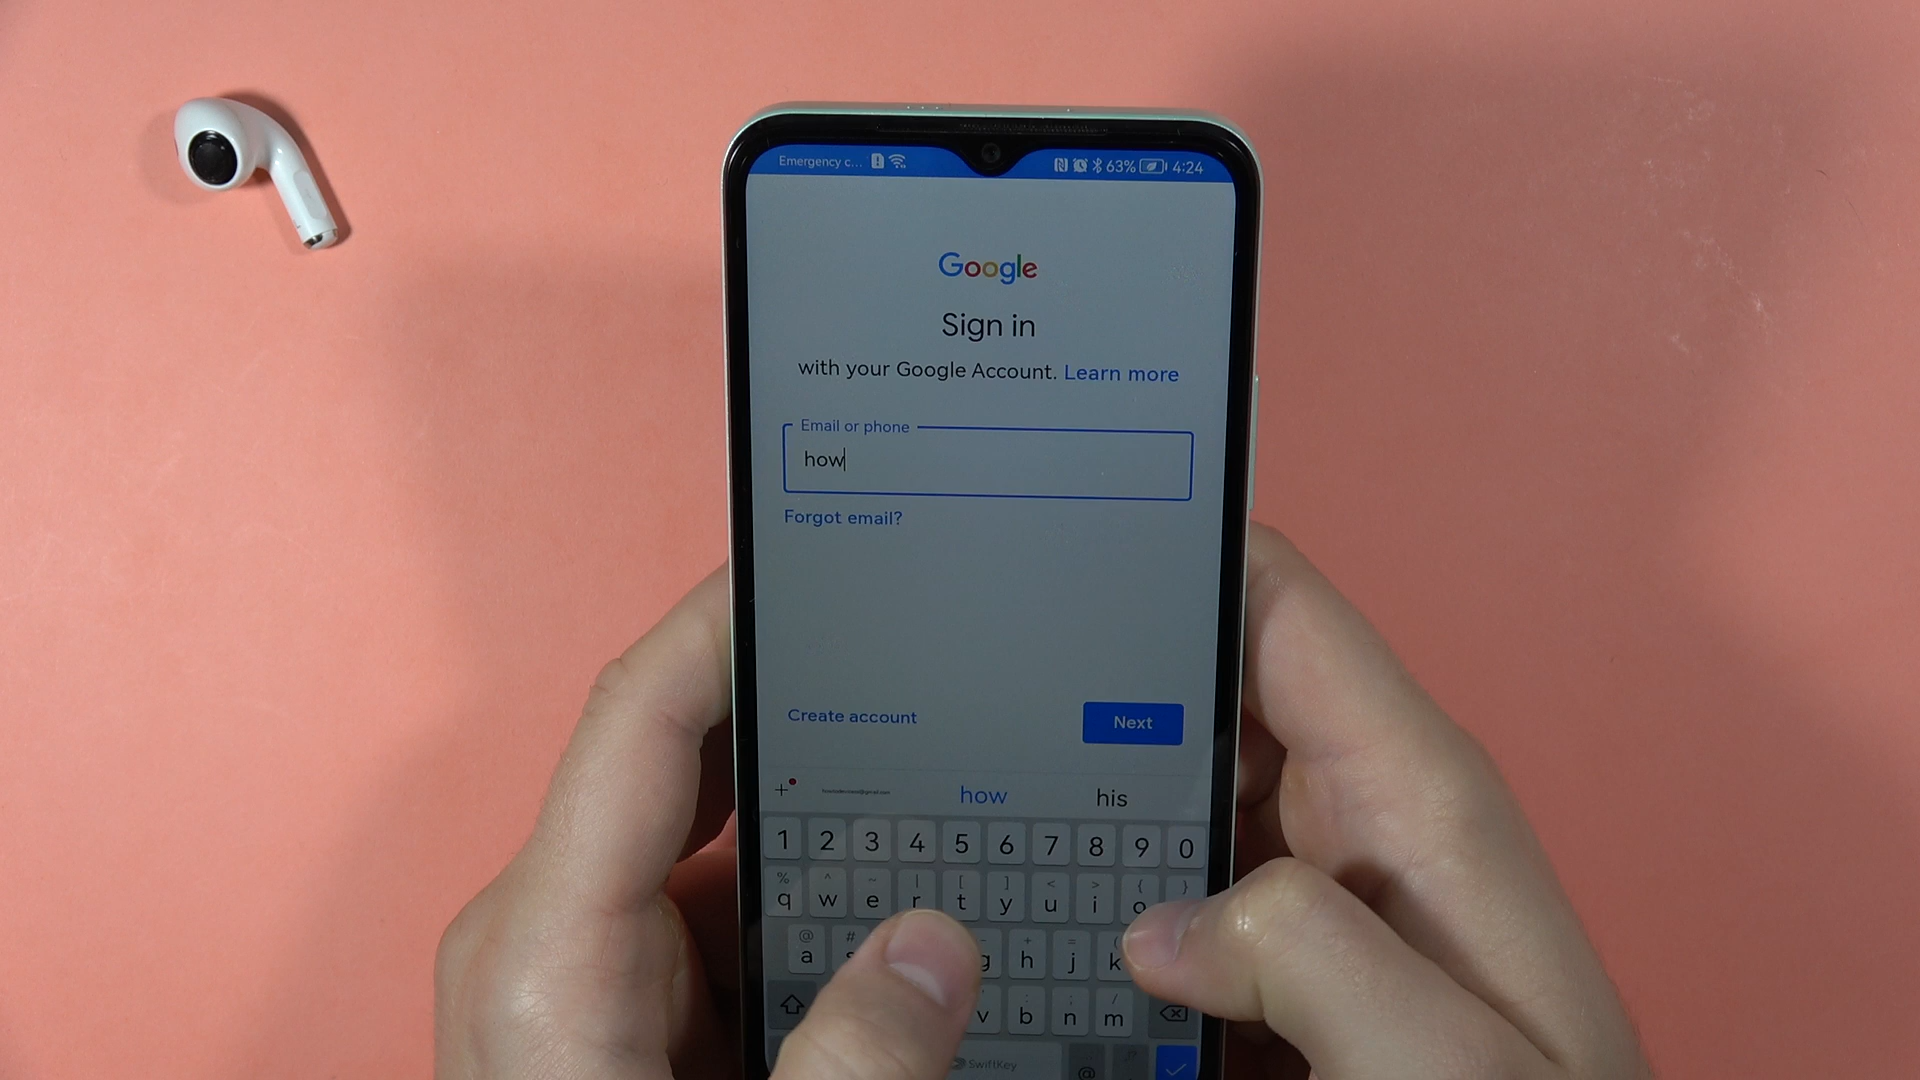 Emergency c... 63% 4:24
Google
Sign in
with your Google Account. Learn more
Email or phone
how
Forgot email?
Create account
Next
how his
1 2 3 4 5 6 7 8 9 0
% ^ ~ | [ ] < > { }
q w e r t y u i o
@ # - + = (
a g h j k
: ; /
v b n m
SwiftKey @